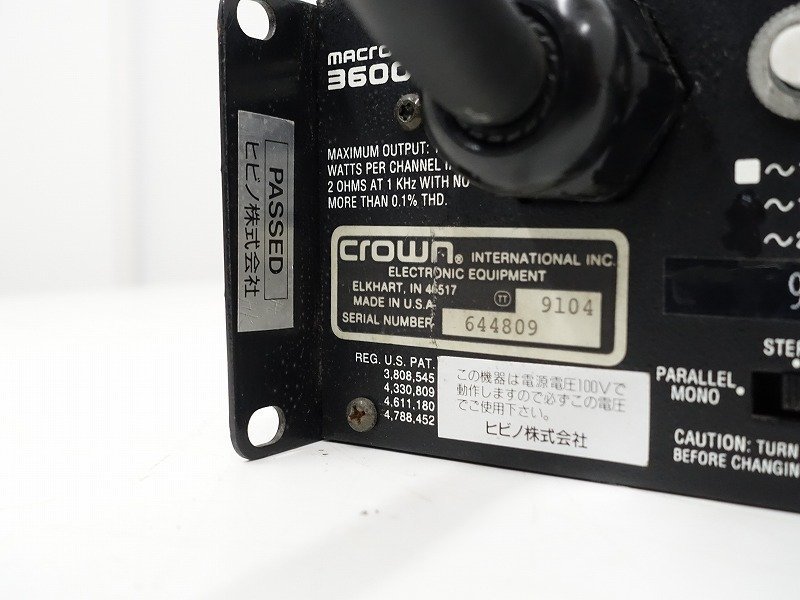 PASSED
ヒビノ株式会社
MACRO
3600
MAXIMUM OUTPUT:
WATTS PER CHANNEL
2 OHMS AT 1 KHz WITH NO
MORE THAN 0.1% THD.
crown® INTERNATIONAL INC.
ELECTRONIC EQUIPMENT
ELKHART, IN 46517
MADE IN U.S.A
TT
9104
SERIAL NUMBER
644809
REG. U.S. PAT.
3,808,545
4,330,809
4,611,180
4,788,452
この機器は電源電圧100Vで
動作しますので必ずこの電圧
でご使用下さい。
ヒビノ株式会社
PARALLEL
MONO
CAUTION: TURN
BEFORE